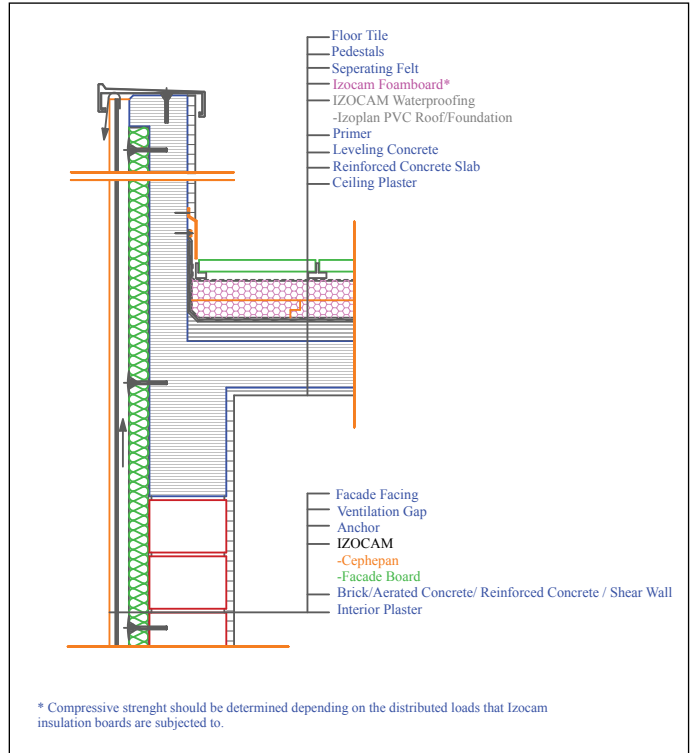 Floor Tile
Pedestals
Seperating Felt
Izocam Foamboard*
IZOCAM Waterproofing
-Izoplan PVC Roof/Foundation
Primer
Leveling Concrete
Reinforced Concrete Slab
Ceiling Plaster
Facade Facing
Ventilation Gap
Anchor
IZOCAM
-Cephepan
-Facade Board
Brick/Aerated Concrete/ Reinforced Concrete / Shear Wall
Interior Plaster
* Compressive strenght should be determined depending on the distributed loads that Izocam
insulation boards are subjected to.